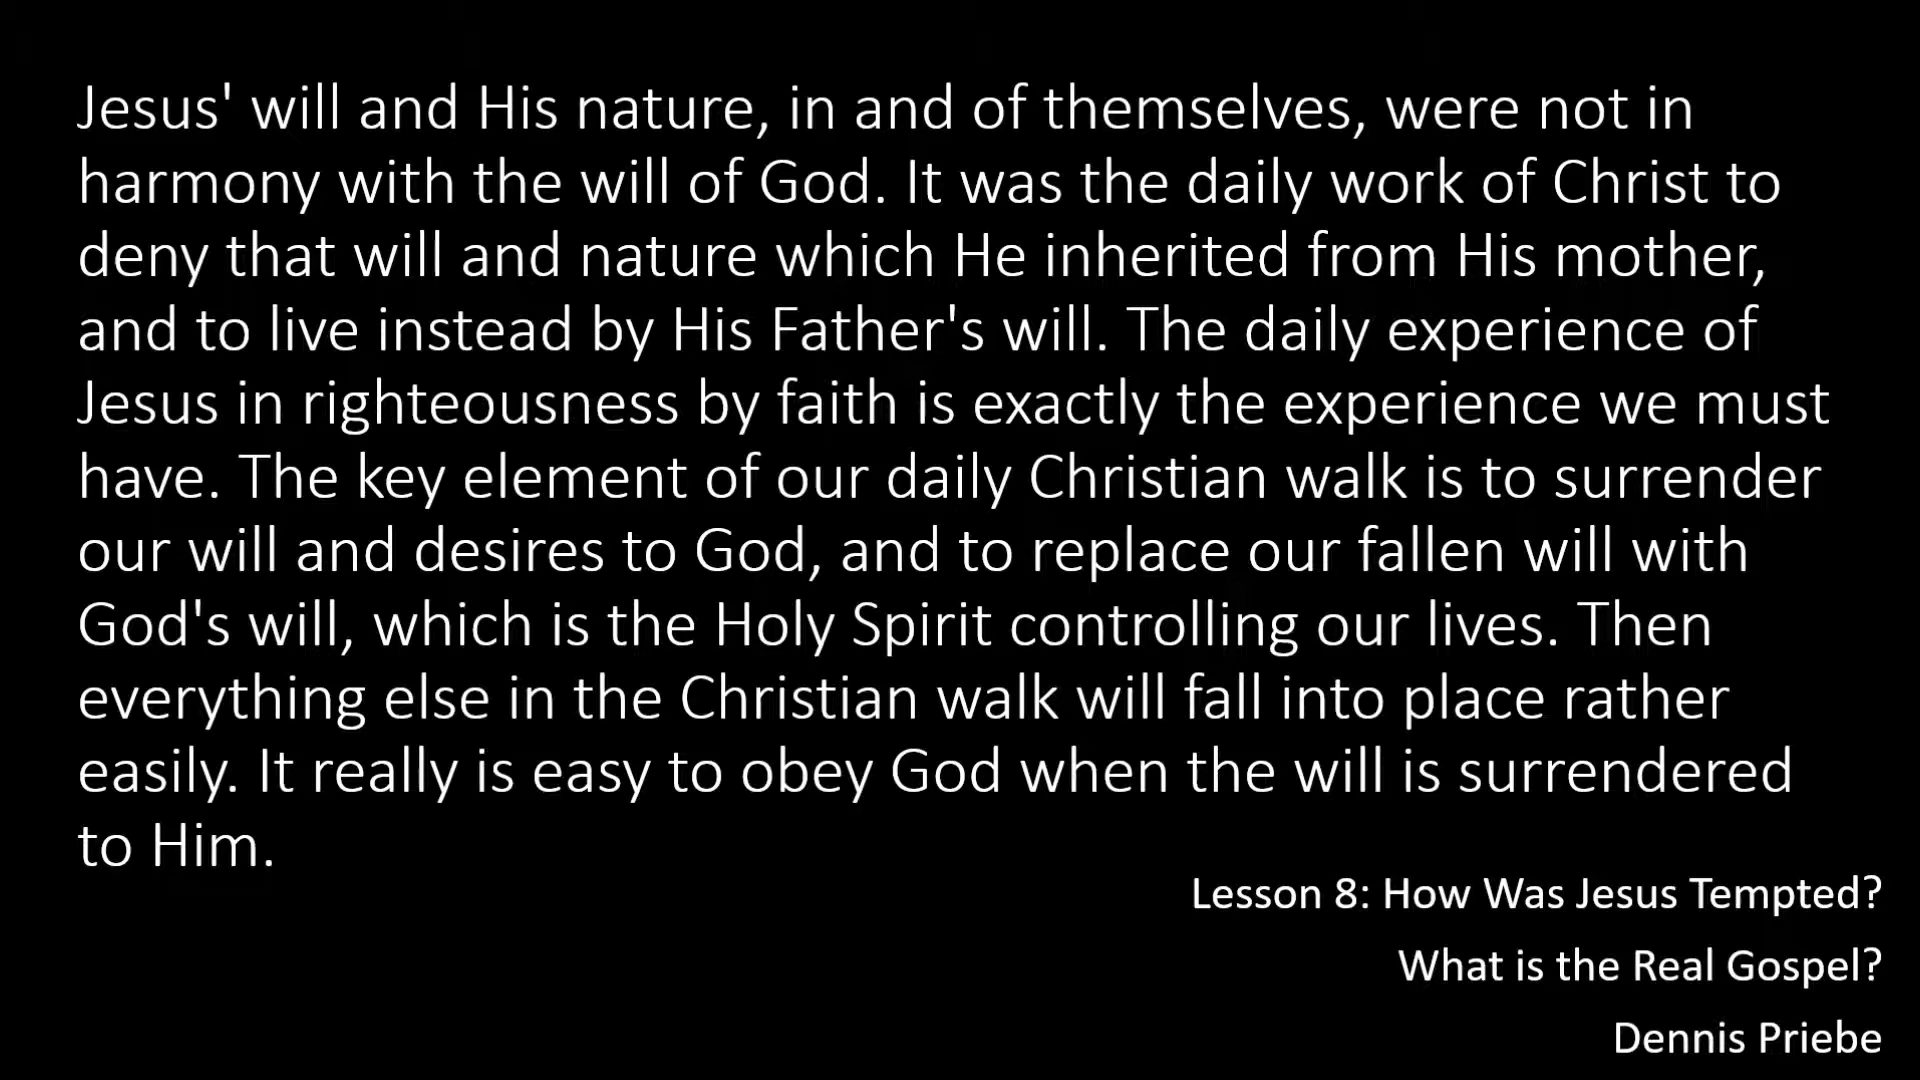 Jesus' will and His nature, in and of themselves, were not in
harmony with the will of God. It was the daily work of Christ to
deny that will and nature which He inherited from His mother,
and to live instead by His Father's will. The daily experience of
Jesus in righteousness by faith is exactly the experience we must
have. The key element of our daily Christian walk is to surrender
our will and desires to God, and to replace our fallen will with
God's will, which is the Holy Spirit controlling our lives. Then
everything else in the Christian walk will fall into place rather
easily. It really is easy to obey God when the will is surrendered
to Him.
Lesson 8: How Was Jesus Tempted?
What is the Real Gospel?
Dennis Priebe